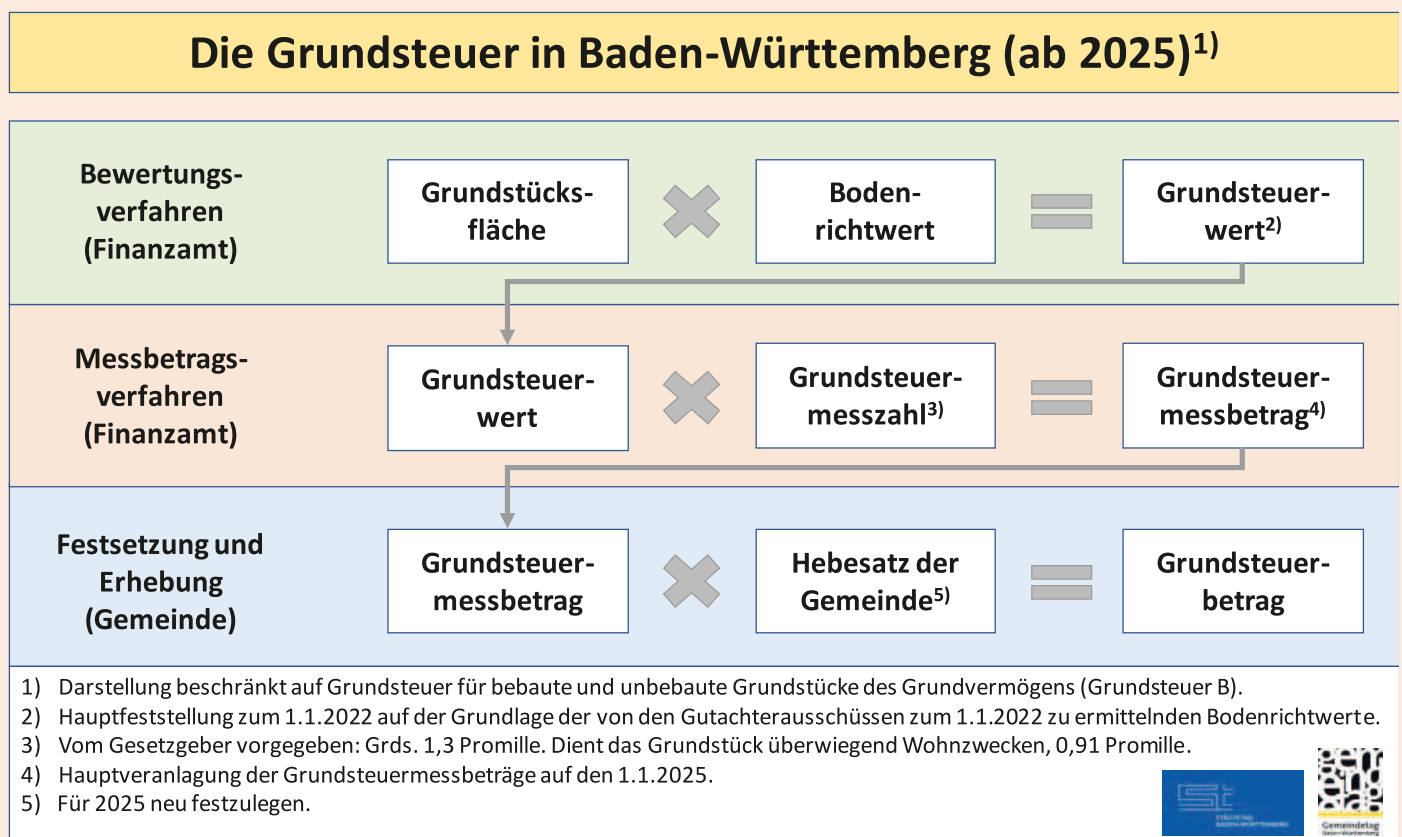 Die Grundsteuer in Baden-Württemberg (ab 2025)1)
Bewertungs-
verfahren
(Finanzamt)
Grundstücks-
fläche
Boden-
richtwert
Grundsteuer-
wert2)
Messbetrags-
verfahren
(Finanzamt)
Grundsteuer-
wert
Grundsteuer-
messzahl3)
Grundsteuer-
messbetrag4)
Festsetzung und
Erhebung
(Gemeinde)
Grundsteuer-
messbetrag
Hebesatz der
Gemeinde5)
Grundsteuer-
betrag
1) Darstellung beschränkt auf Grundsteuer für bebaute und unbebaute Grundstücke des Grundvermögens (Grundsteuer B).
2) Hauptfeststellung zum 1.1.2022 auf der Grundlage der von den Gutachterausschüssen zum 1.1.2022 zu ermittelnden Bodenrichtwerte.
3) Vom Gesetzgeber vorgegeben: Grds. 1,3 Promille. Dient das Grundstück überwiegend Wohnzwecken, 0,91 Promille.
4) Hauptveranlagung der Grundsteuermessbeträge auf den 1.1.2025.
5) Für 2025 neu festzulegen.
STÄDTETAG
BADEN-WÜRTTEMBERG
Gemeindetag
Baden-Württemberg